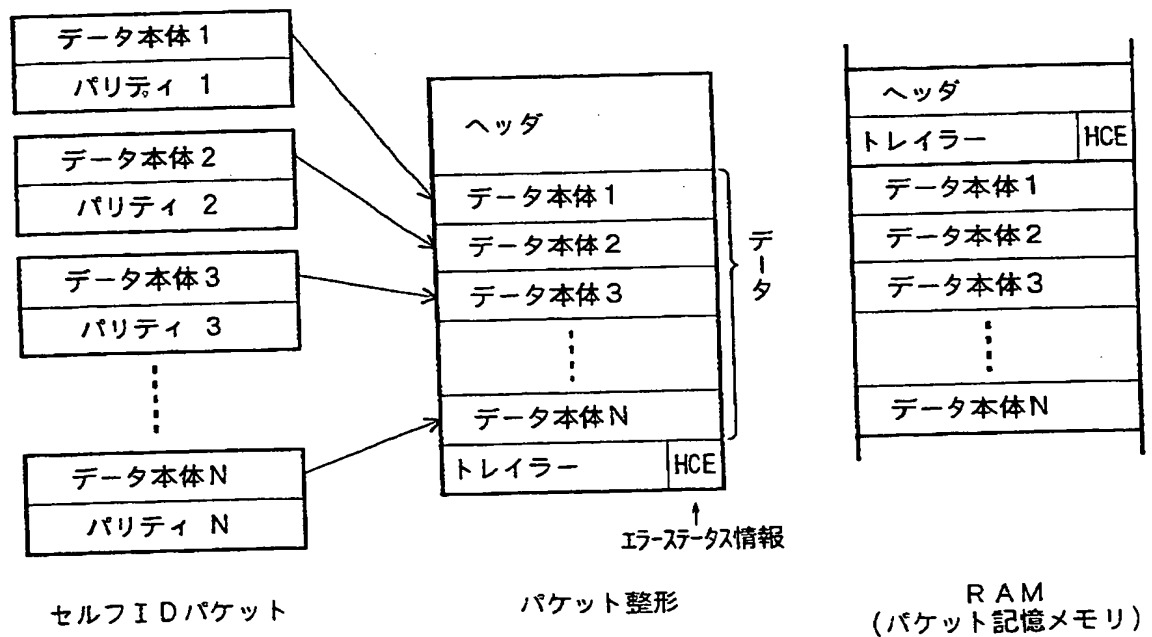 データ本体1
パリティ 1
データ本体2
パリティ 2
データ本体3
パリティ 3
データ本体N
パリティ N
セルフIDパケット
ヘッダ
データ本体1
データ本体2
データ本体3
データ本体N
トレイラー HCE
データ
エラーステータス情報
パケット整形
ヘッダ
トレイラー HCE
データ本体1
データ本体2
データ本体3
データ本体N
RAM
(パケット記憶メモリ)